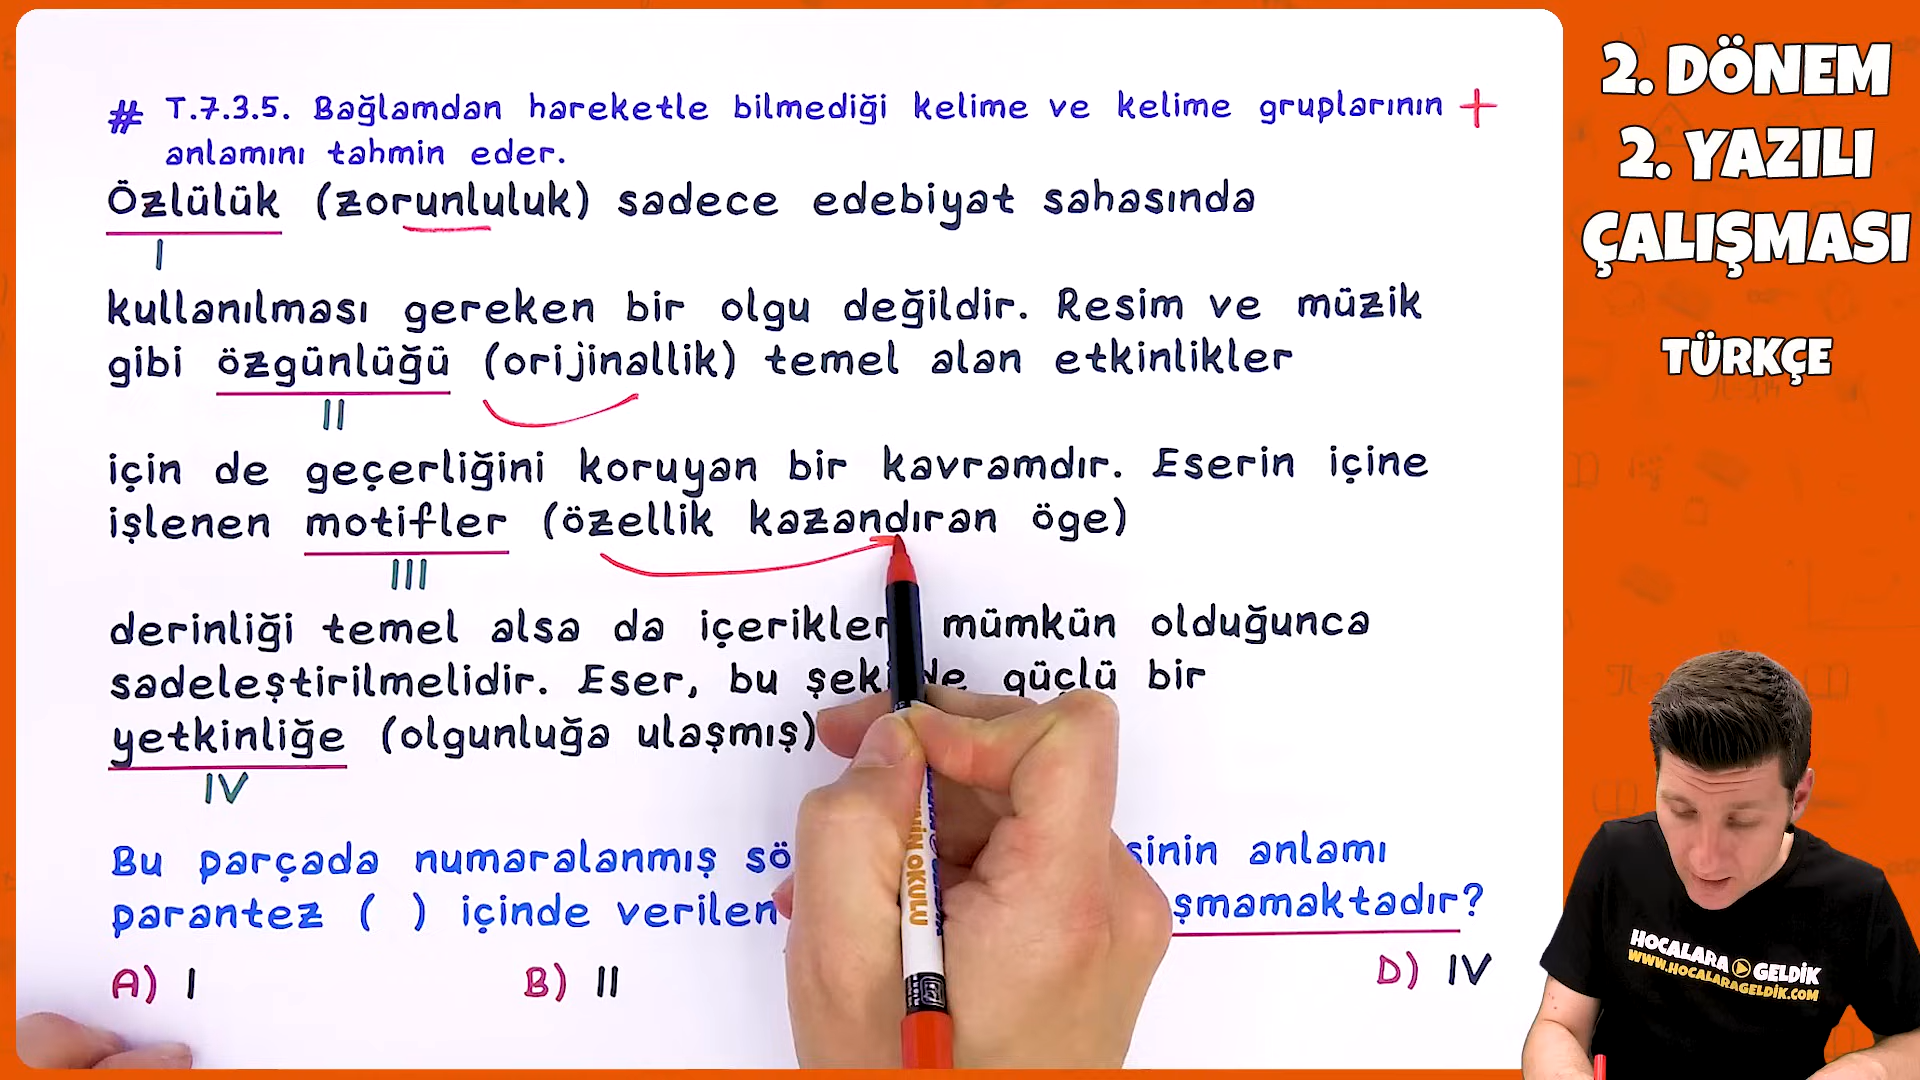 # T.7.3.5. Bağlamdan hareketle bilmediği kelime ve kelime gruplarının +
anlamını tahmin eder.
Özlülük (zorunluluk) sadece edebiyat sahasında
I
kullanılması gereken bir olgu değildir. Resim ve müzik
gibi özgünlüğü (orijinallik) temel alan etkinlikler
II
için de geçerliğini koruyan bir kavramdır. Eserin içine
işlenen motifler (özellik kazandıran öge)
III
derinliği temel alsa da içerikler mümkün olduğunca
sadeleştirilmelidir. Eser, bu şekilde güçlü bir
yetkinliğe (olgunluğa ulaşmış)
IV
Bu parçada numaralanmış sö sinin anlamı
parantez ( ) içinde verilen şmamaktadır?
A) I
B) II
D) IV
2. DÖNEM
2. YAZILI
ÇALIŞMASI
TÜRKÇE
HOCALARA GELDİK
WWW.HOCALARAGELDİK.COM